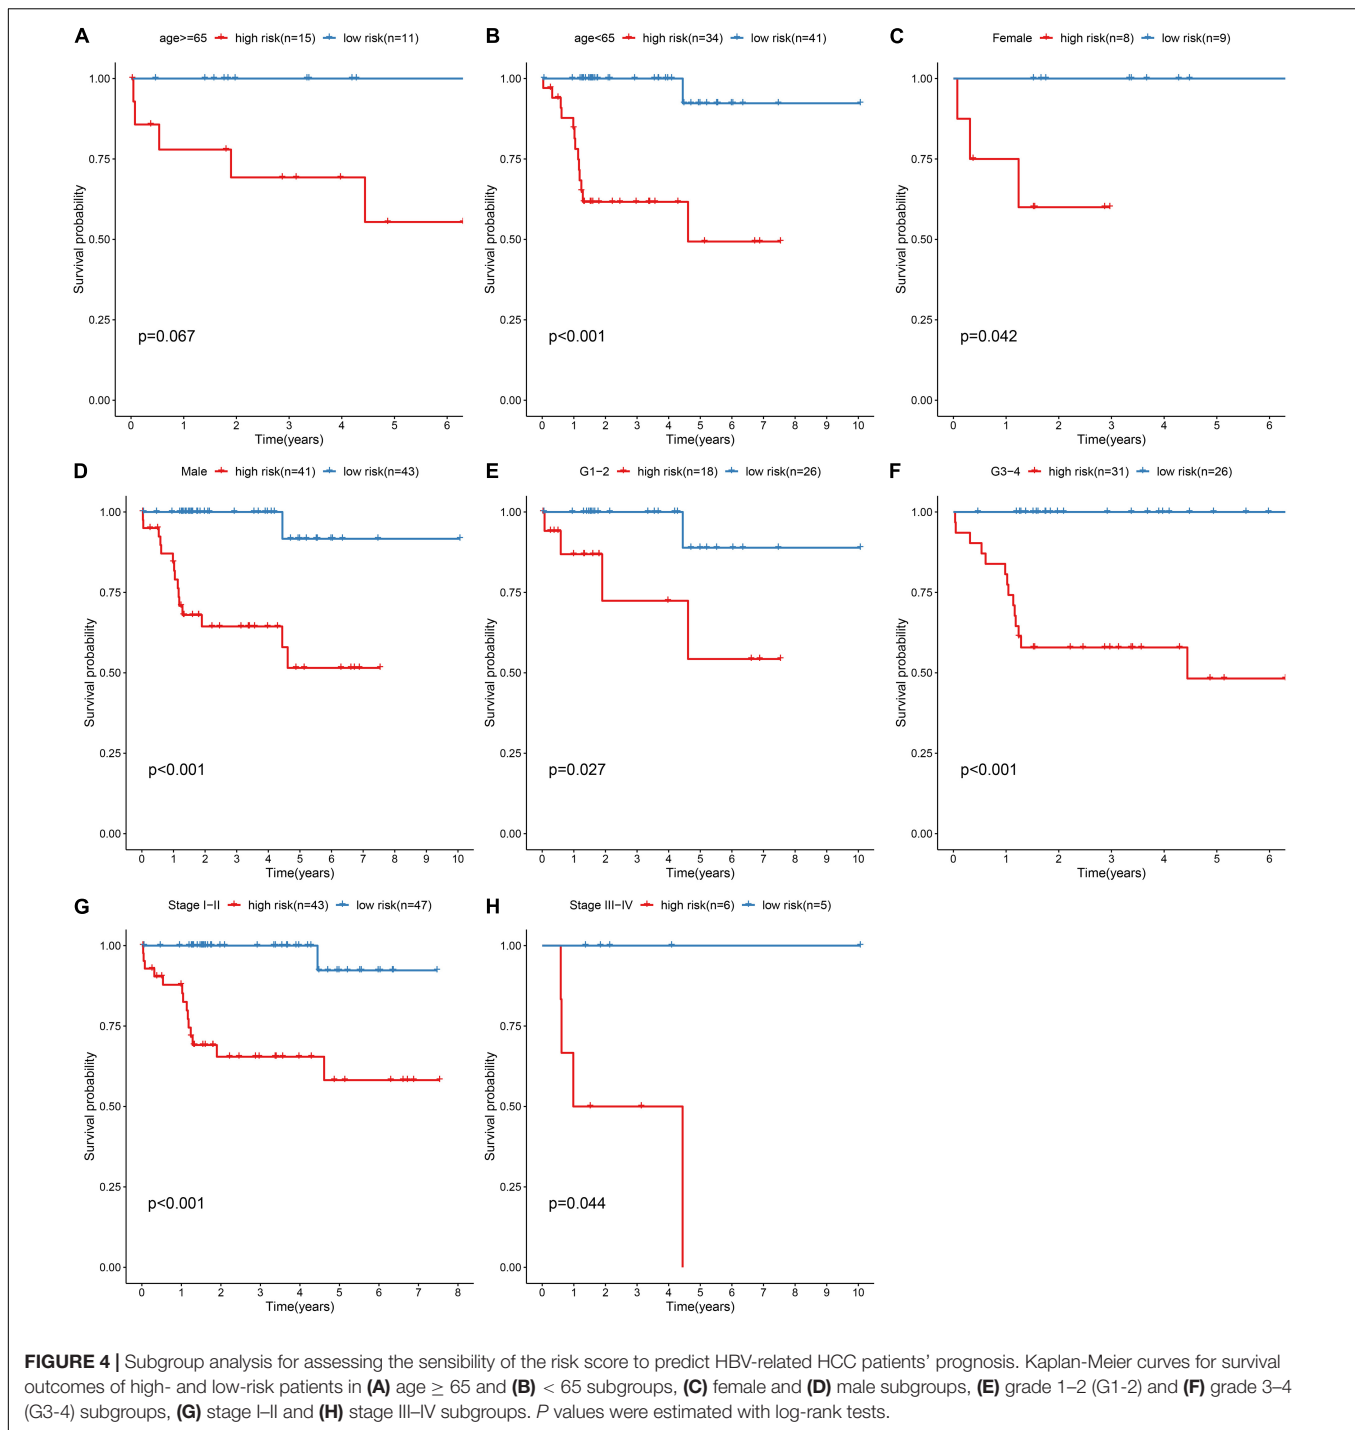 A
age>=65 high risk(n=15) low risk(n=11)
1.00
0.75
0.50
0.25
0.00
Survival probability
p=0.067
0 1 2 3 4 5 6
Time(years)
B
age<65 high risk(n=34) low risk(n=41)
1.00
0.75
0.50
0.25
0.00
Survival probability
p<0.001
0 1 2 3 4 5 6 7 8 9 10
Time(years)
C
Female high risk(n=8) low risk(n=9)
1.00
0.75
0.50
0.25
0.00
Survival probability
p=0.042
0 1 2 3 4 5 6
Time(years)
D
Male high risk(n=41) low risk(n=43)
1.00
0.75
0.50
0.25
0.00
Survival probability
p<0.001
0 1 2 3 4 5 6 7 8 9 10
Time(years)
E
G1−2 high risk(n=18) low risk(n=26)
1.00
0.75
0.50
0.25
0.00
Survival probability
p=0.027
0 1 2 3 4 5 6 7 8 9 10
Time(years)
F
G3−4 high risk(n=31) low risk(n=26)
1.00
0.75
0.50
0.25
0.00
Survival probability
p<0.001
0 1 2 3 4 5 6
Time(years)
G
Stage I−II high risk(n=43) low risk(n=47)
1.00
0.75
0.50
0.25
0.00
Survival probability
p<0.001
0 1 2 3 4 5 6 7 8
Time(years)
H
Stage III−IV high risk(n=6) low risk(n=5)
1.00
0.75
0.50
0.25
0.00
Survival probability
p=0.044
0 1 2 3 4 5 6 7 8 9 10
Time(years)
FIGURE 4 | Subgroup analysis for assessing the sensibility of the risk score to predict HBV-related HCC patients’ prognosis. Kaplan-Meier curves for survival
outcomes of high- and low-risk patients in (A) age ≥ 65 and (B) < 65 subgroups, (C) female and (D) male subgroups, (E) grade 1–2 (G1-2) and (F) grade 3–4
(G3-4) subgroups, (G) stage I–II and (H) stage III–IV subgroups. P values were estimated with log-rank tests.